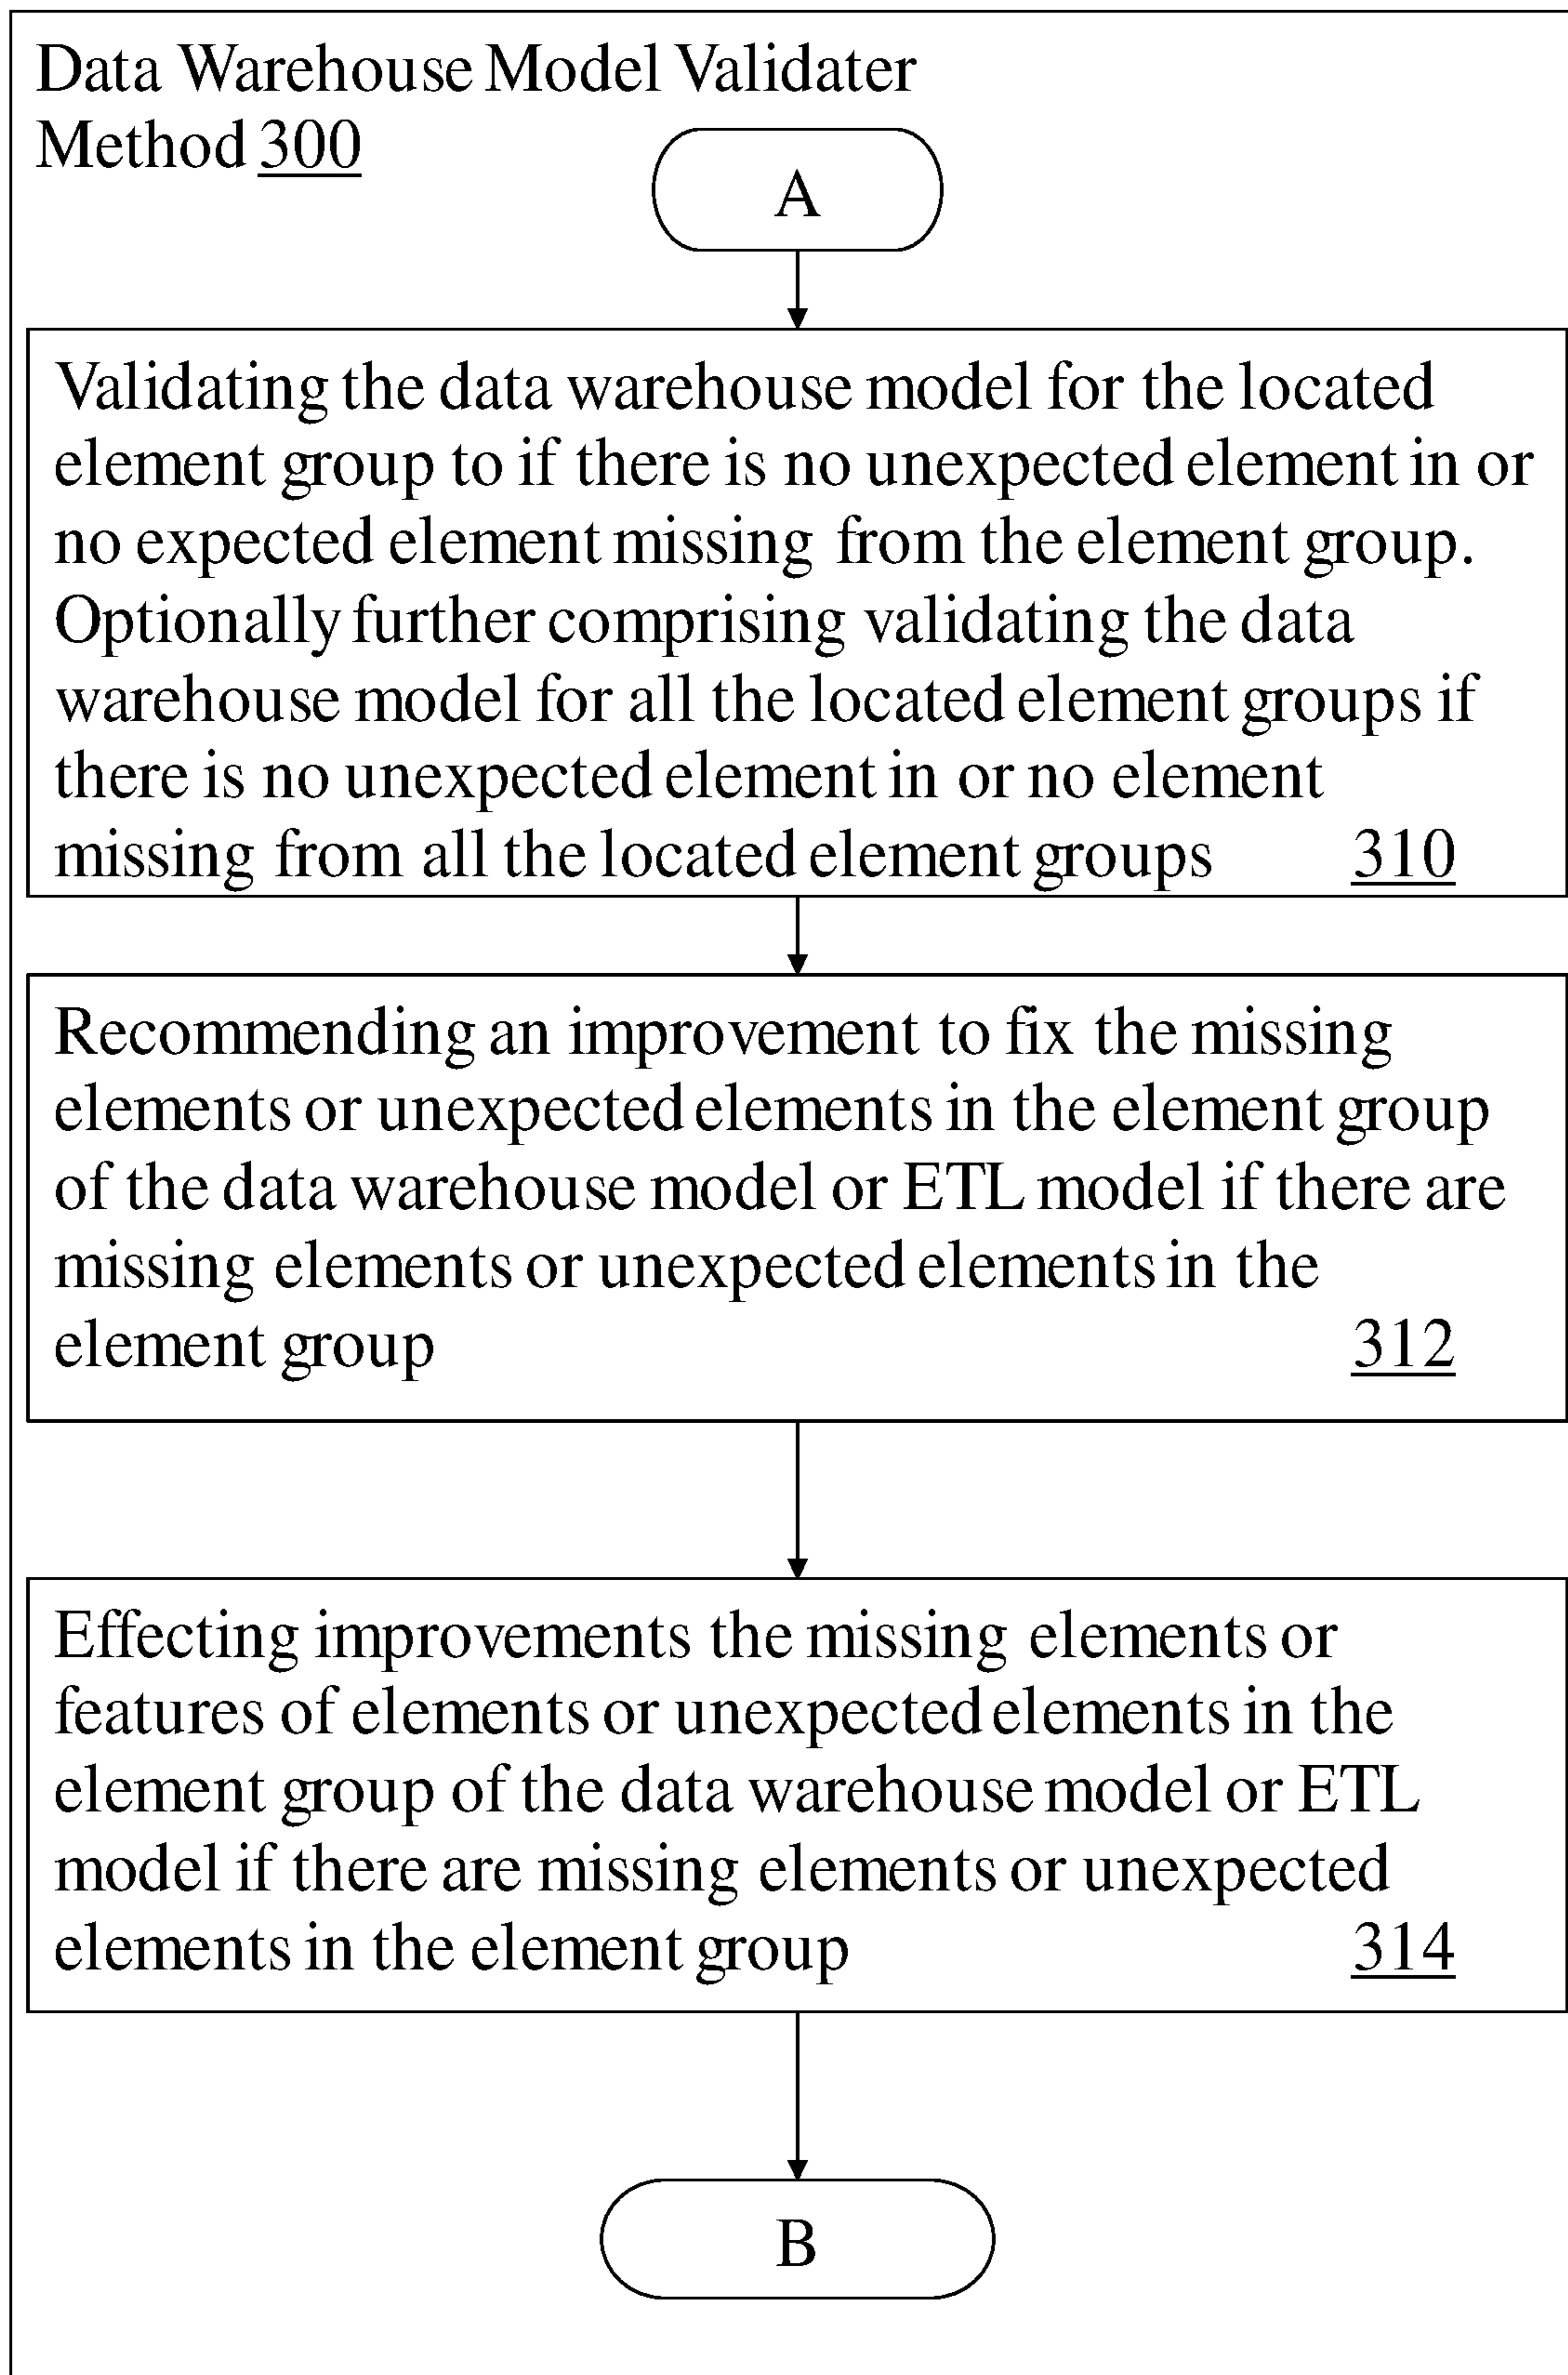 Data Warehouse Model Validater
Method 300
A
Validating the data warehouse model for the located
element group to if there is no unexpected element in or
no expected element missing from the element group.
Optionally further comprising validating the data
warehouse model for all the located element groups if
there is no unexpected element in or no element
missing from all the located element groups 310
Recommending an improvement to fix the missing
elements or unexpected elements in the element group
of the data warehouse model or ETL model if there are
missing elements or unexpected elements in the
element group 312
Effecting improvements the missing elements or
features of elements or unexpected elements in the
element group of the data warehouse model or ETL
model if there are missing elements or unexpected
elements in the element group 314
B